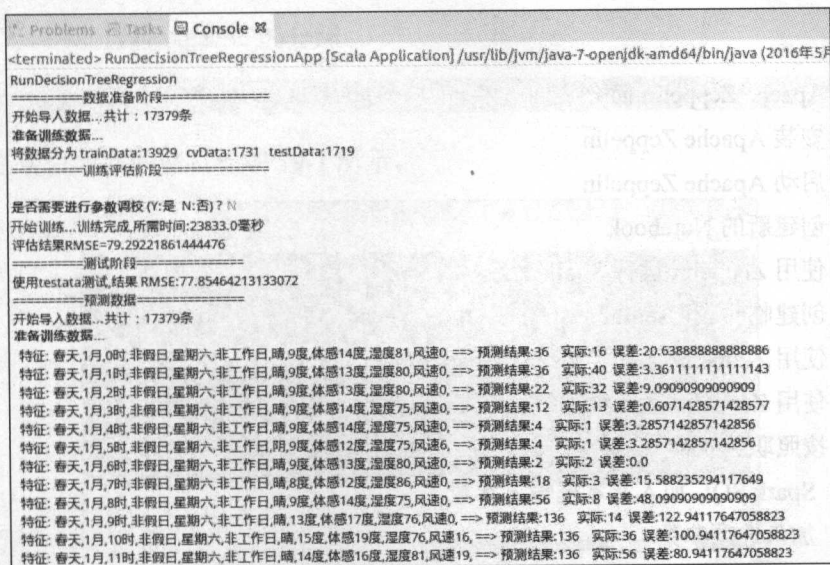 Problems Tasks Console
<terminated> RunDecisionTreeRegressionApp [Scala Application] /usr/lib/jvm/java-7-openjdk-amd64/bin/java (2016年5月
RunDecisionTreeRegression
==========数据准备阶段===============
开始导入数据...共计：17379条
准备训练数据...
将数据分为 trainData:13929 cvData:1731 testData:1719
==========训练评估阶段===============
是否需要进行参数调校 (Y:是 N:否) ? N
开始训练...训练完成,所需时间:23833.0毫秒
评估结果RMSE=79.29221861444476
==========测试阶段===============
使用testata测试,结果 RMSE:77.85464213133072
==========预测数据===============
开始导入数据...共计：17379条
准备训练数据...
特征: 春天,1月,0时,非假日,星期六,非工作日,晴,9度,体感14度,湿度81,风速0, ==> 预测结果:36 实际:16 误差:20.638888888888886
特征: 春天,1月,1时,非假日,星期六,非工作日,晴,9度,体感13度,湿度80,风速0, ==> 预测结果:36 实际:40 误差:3.3611111111111143
特征: 春天,1月,2时,非假日,星期六,非工作日,晴,9度,体感13度,湿度80,风速0, ==> 预测结果:22 实际:32 误差:9.09090909090909
特征: 春天,1月,3时,非假日,星期六,非工作日,晴,9度,体感14度,湿度75,风速0, ==> 预测结果:12 实际:13 误差:0.60714285714285​77
特征: 春天,1月,4时,非假日,星期六,非工作日,晴,9度,体感14度,湿度75,风速0, ==> 预测结果:4 实际:1 误差:3.2857142857142856
特征: 春天,1月,5时,非假日,星期六,非工作日,阴,9度,体感12度,湿度75,风速6, ==> 预测结果:4 实际:1 误差:3.2857142857142856
特征: 春天,1月,6时,非假日,星期六,非工作日,晴,9度,体感13度,湿度80,风速0, ==> 预测结果:2 实际:2 误差:0.0
特征: 春天,1月,7时,非假日,星期六,非工作日,晴,8度,体感12度,湿度86,风速0, ==> 预测结果:18 实际:3 误差:15.588235294117649
特征: 春天,1月,8时,非假日,星期六,非工作日,晴,9度,体感14度,湿度75,风速0, ==> 预测结果:56 实际:8 误差:48.09090909090909
特征: 春天,1月,9时,非假日,星期六,非工作日,晴,13度,体感17度,湿度76,风速0, ==> 预测结果:136 实际:14 误差:122.94117647058823
特征: 春天,1月,10时,非假日,星期六,非工作日,晴,15度,体感19度,湿度76,风速16, ==> 预测结果:136 实际:36 误差:100.94117647058823
特征: 春天,1月,11时,非假日,星期六,非工作日,晴,14度,体感16度,湿度81,风速19, ==> 预测结果:136 实际:56 误差:80.94117647058823